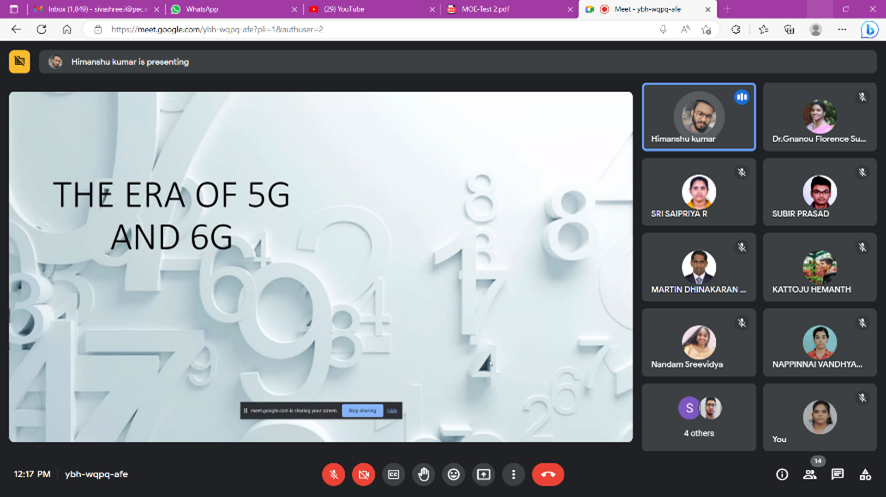 Inbox (1,849) - sivashree.i@pec.
WhatsApp
(29) YouTube
MOE-Test 2.pdf
Meet - ybh-wqpq-afe
https://meet.google.com/ybh-wqpq-afe?pli=1&authuser=2
Himanshu kumar is presenting
THE ERA OF 5G
AND 6G
meet.google.com is sharing your screen.
Stop sharing
Hide
Himanshu kumar
Dr.Gnanou Florence Su...
SRI SAIPRIYA R
SUBIR PRASAD
MARTIN DHINAKARAN ...
KATTOJU HEMANTH
Nandam Sreevidya
NAPPINNAI VANDHYA...
S
4 others
You
12:17 PM
ybh-wqpq-afe
14